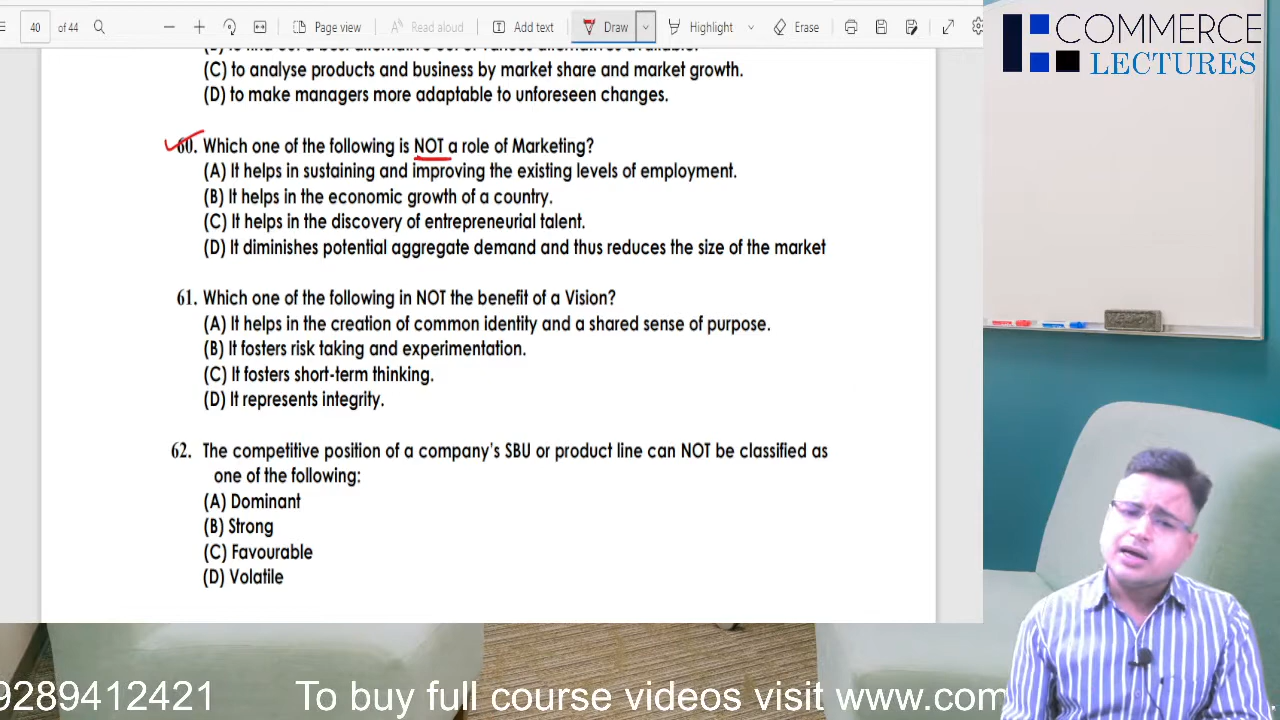 40 of 44
Page view
Read aloud
Add text
Draw
Highlight
Erase
COMMERCE
LECTURES
(C) to analyse products and business by market share and market growth.
(D) to make managers more adaptable to unforeseen changes.
60. Which one of the following is NOT a role of Marketing?
(A) It helps in sustaining and improving the existing levels of employment.
(B) It helps in the economic growth of a country.
(C) It helps in the discovery of entrepreneurial talent.
(D) It diminishes potential aggregate demand and thus reduces the size of the market
61. Which one of the following in NOT the benefit of a Vision?
(A) It helps in the creation of common identity and a shared sense of purpose.
(B) It fosters risk taking and experimentation.
(C) It fosters short-term thinking.
(D) It represents integrity.
62. The competitive position of a company's SBU or product line can NOT be classified as
one of the following:
(A) Dominant
(B) Strong
(C) Favourable
(D) Volatile
9289412421 To buy full course videos visit www.com